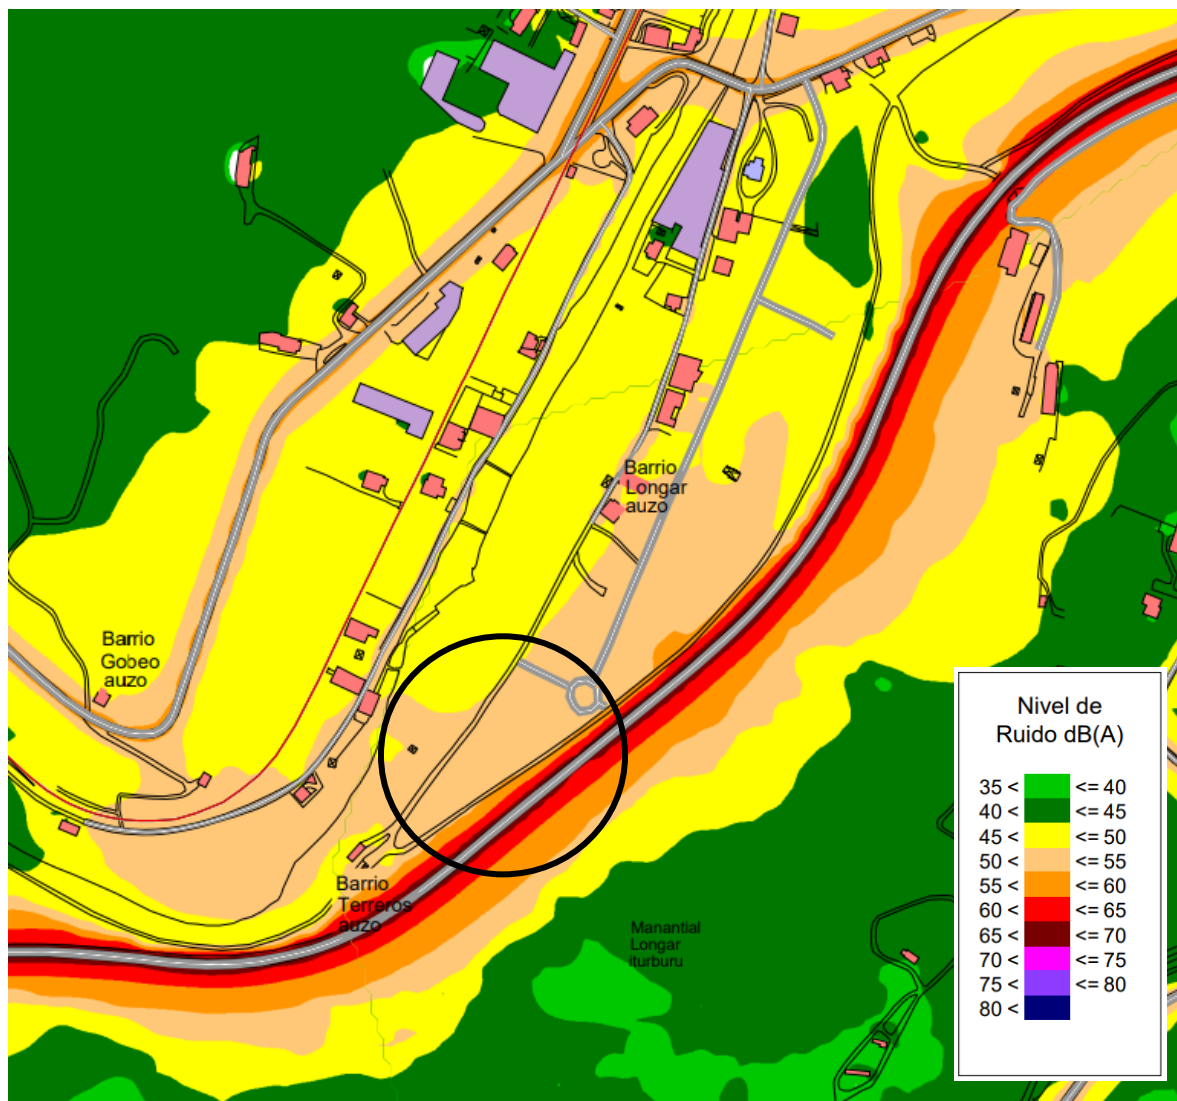 Barrio
Longar
auzo
Barrio
Gobeo
auzo
Barrio
Terreros
auzo
Manantial
Longar
iturburu
Nivel de
Ruido dB(A)
35 < <= 40
40 < <= 45
45 < <= 50
50 < <= 55
55 < <= 60
60 < <= 65
65 < <= 70
70 < <= 75
75 < <= 80
80 <